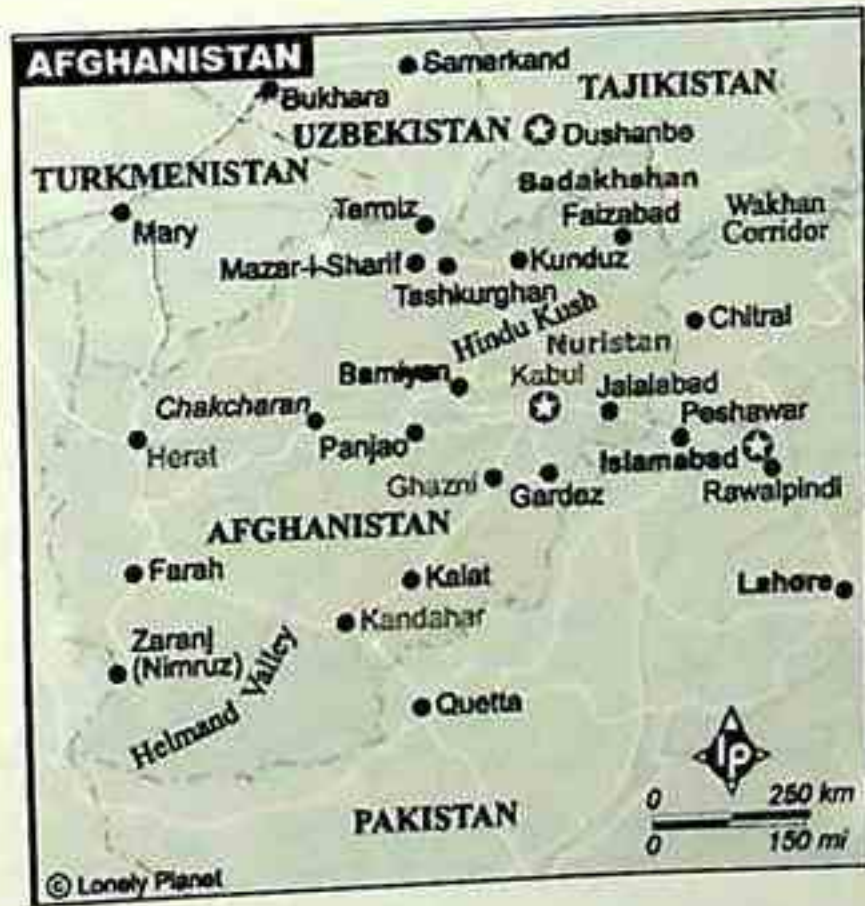 AFGHANISTAN
Samarkand
Bukhara
TAJIKISTAN
UZBEKISTAN
Dushanbe
TURKMENISTAN
Badakhshan
Mary
Termiz
Faizabad
Wakhan
Corridor
Mazar-i-Sharif
Kunduz
Tashkurghan
Hindu Kush
Chitral
Nuristan
Bamiyan
Kabul
Jalalabad
Chakcharan
Peshawar
Herat
Panjao
Islamabad
Ghazni
Gardez
Rawalpindi
AFGHANISTAN
Farah
Kalat
Lahore
Kandahar
Zaranj
(Nimruz)
Helmand Valley
Quetta
lp
PAKISTAN
0 250 km
0 150 mi
© Lonely Planet